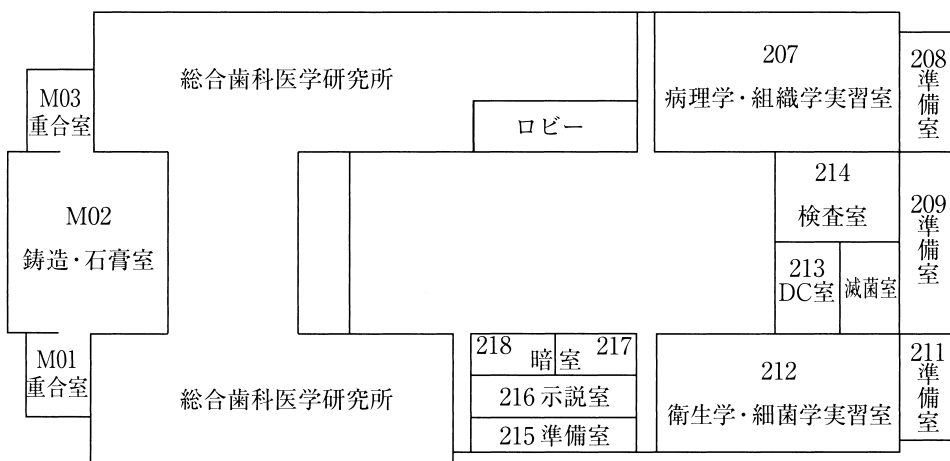 総合歯科医学研究所
207
病理学・組織学実習室
208
準備室
M03
重合室
ロビー
M02
鋳造・石膏室
214
検査室
209
準備室
213
DC室
滅菌室
M01
重合室
総合歯科医学研究所
218
暗室
217
216 示説室
215 準備室
212
衛生学・細菌学実習室
211
準備室